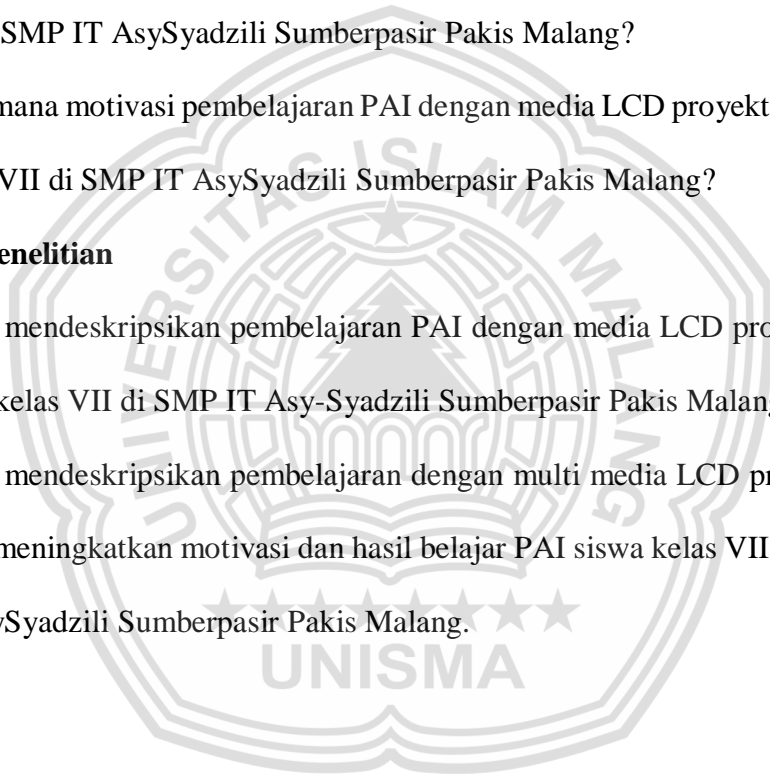 SMP IT AsySyadzili Sumberpasir Pakis Malang?
mana motivasi pembelajaran PAI dengan media LCD proyekt
VII di SMP IT AsySyadzili Sumberpasir Pakis Malang?
enelitian
mendeskripsikan pembelajaran PAI dengan media LCD pro
kelas VII di SMP IT Asy-Syadzili Sumberpasir Pakis Malang
mendeskripsikan pembelajaran dengan multi media LCD pr
meningkatkan motivasi dan hasil belajar PAI siswa kelas VII
ySyadzili Sumberpasir Pakis Malang.
UNIVERSITAS ISLAM MALANG
UNISMA